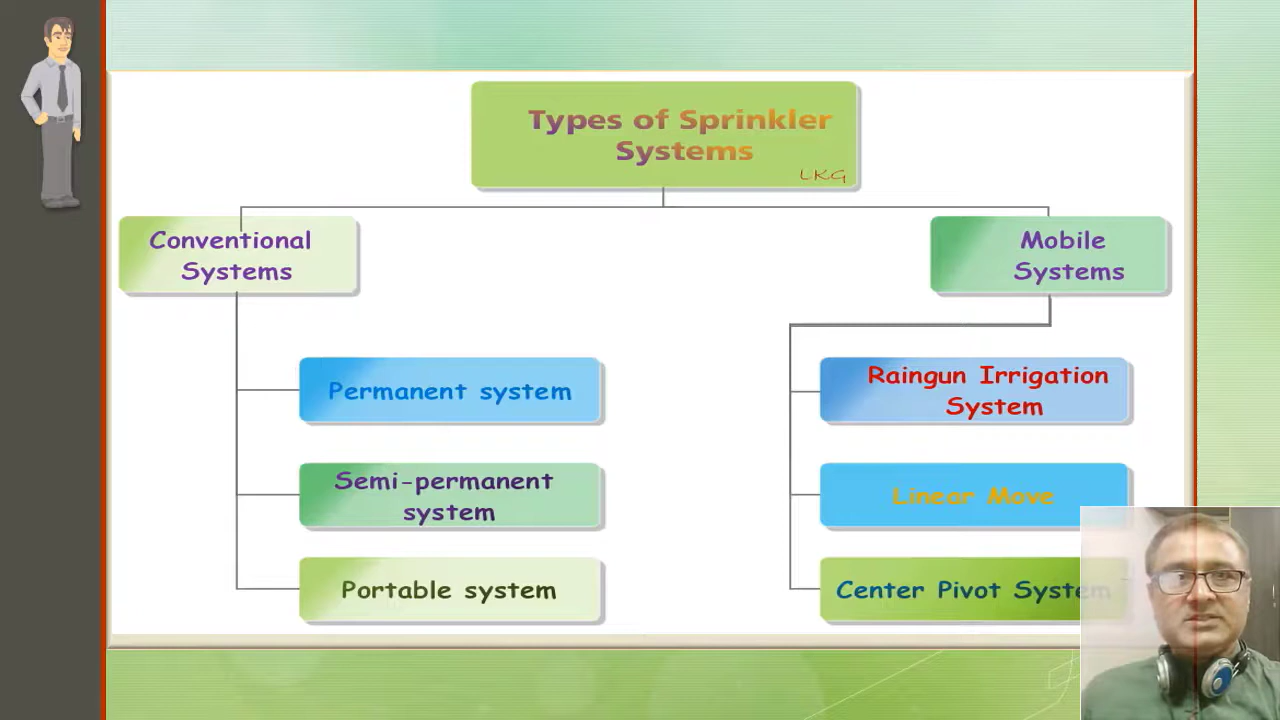 Types of Sprinkler
Systems
LKG
Conventional
Systems
Mobile
Systems
Permanent system
Semi-permanent
system
Portable system
Raingun Irrigation
System
Linear Move
Center Pivot System